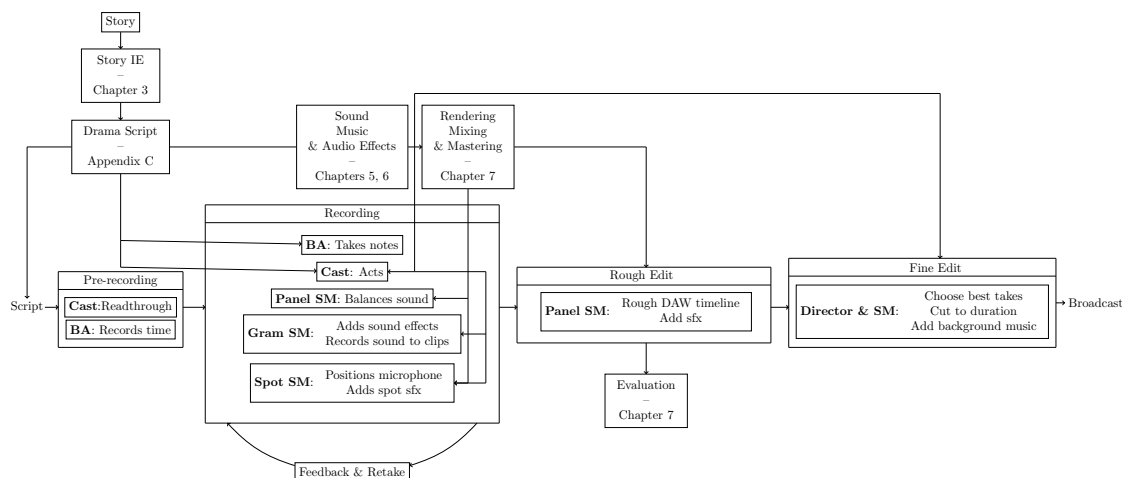 Story
Story IE
–
Chapter 3
Drama Script
–
Appendix C
Sound
Music
& Audio Effects
–
Chapters 5, 6
Rendering
Mixing
& Mastering
–
Chapter 7
Script
Pre-recording
Cast:Readthrough
BA: Records time
Recording
BA: Takes notes
Cast: Acts
Panel SM: Balances sound
Gram SM: Adds sound effects
Records sound to clips
Spot SM: Positions microphone
Adds spot sfx
Feedback & Retake
Rough Edit
Panel SM: Rough DAW timeline
Add sfx
Evaluation
–
Chapter 7
Fine Edit
Director & SM: Choose best takes
Cut to duration
Add background music
Broadcast